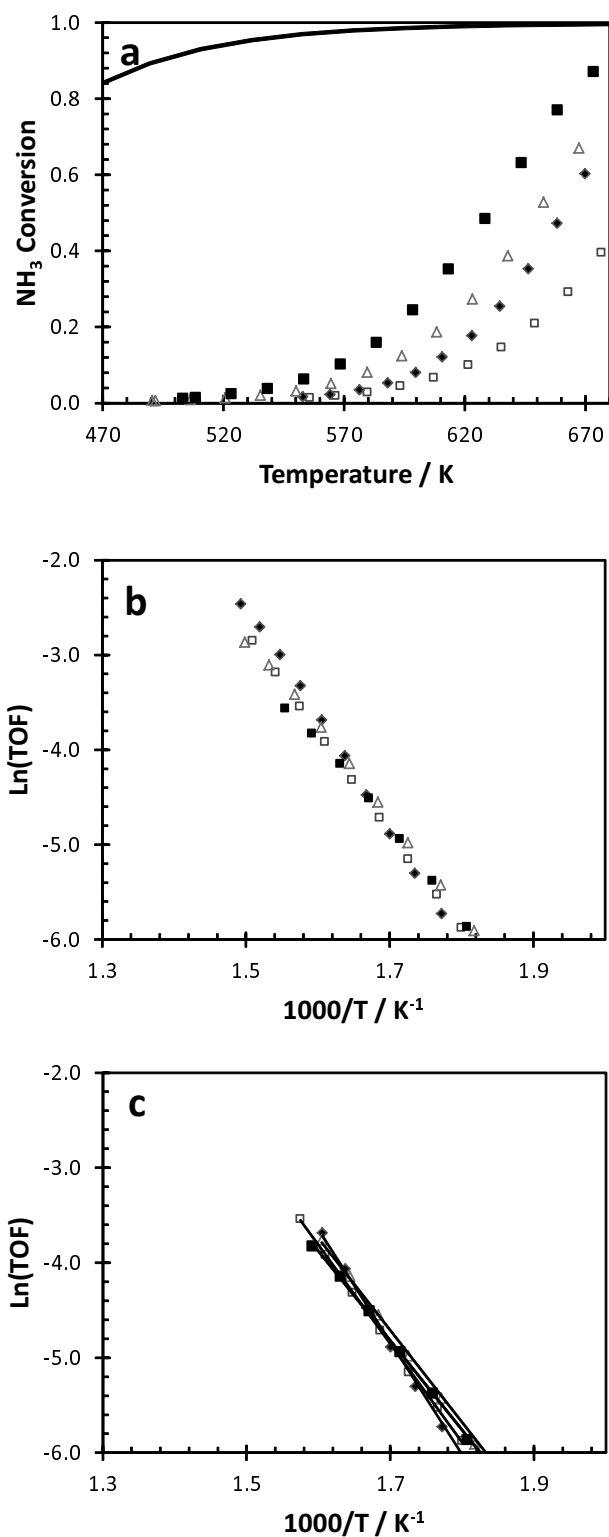 a
1.0
0.8
0.6
0.4
0.2
0.0
NH3 Conversion
470 520 570 620 670
Temperature / K
b
-2.0
-3.0
-4.0
-5.0
-6.0
Ln(TOF)
1.3 1.5 1.7 1.9
1000/T / K-1
c
-2.0
-3.0
-4.0
-5.0
-6.0
Ln(TOF)
1.3 1.5 1.7 1.9
1000/T / K-1